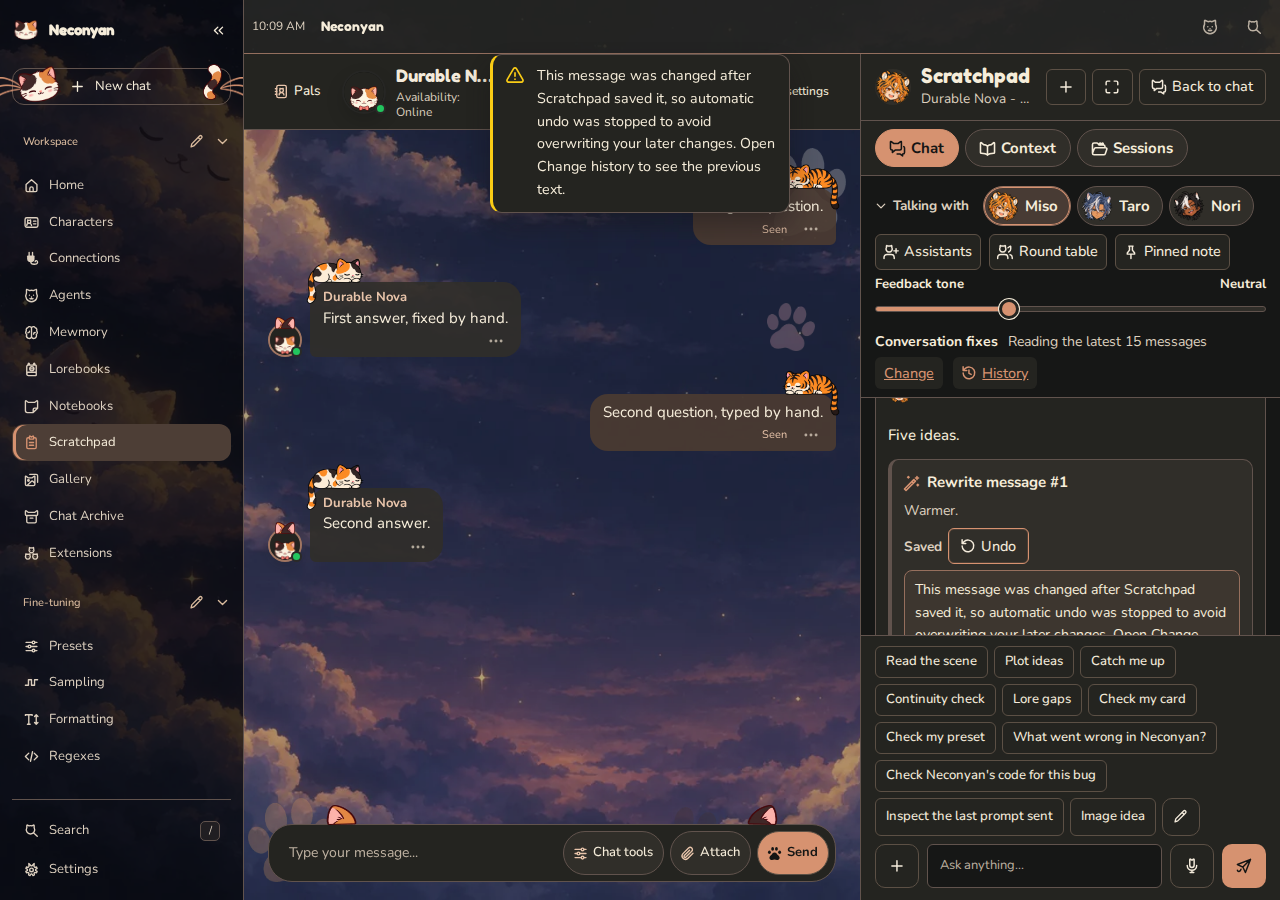 Neconyan
New chat
Workspace
Home
Characters
Connections
Agents
Mewmory
Lorebooks
Notebooks
Scratchpad
Gallery
Chat Archive
Extensions
Fine-tuning
Presets
Sampling
Formatting
Regexes
Search /
Settings
10:09 AM Neconyan
Pals
Durable N...
Availability:
Online
settings
This message was changed after
Scratchpad saved it, so automatic
undo was stopped to avoid
overwriting your later changes. Open
Change history to see the previous
text.
Seen
Durable Nova
First answer, fixed by hand.
Second question, typed by hand.
Seen
Durable Nova
Second answer.
Type your message...
Chat tools
Attach
Send
Scratchpad
Durable Nova - ...
Back to chat
Chat
Context
Sessions
Talking with
Miso
Taro
Nori
Assistants
Round table
Pinned note
Feedback tone Neutral
Conversation fixes Reading the latest 15 messages
Change
History
Five ideas.
Rewrite message #1
Warmer.
Saved
Undo
This message was changed after Scratchpad
saved it, so automatic undo was stopped to avoid
overwriting your later changes. Open Change
Read the scene
Plot ideas
Catch me up
Continuity check
Lore gaps
Check my card
Check my preset
What went wrong in Neconyan?
Check Neconyan's code for this bug
Inspect the last prompt sent
Image idea
Ask anything...